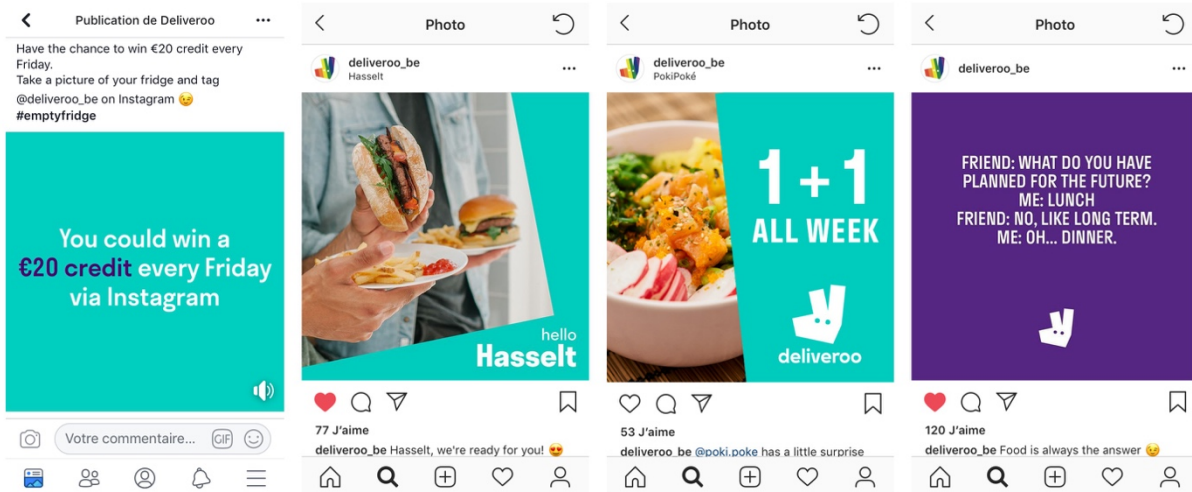 Publication de Deliveroo
Have the chance to win €20 credit every
Friday.
Take a picture of your fridge and tag
@deliveroo_be on Instagram 😉
#emptyfridge
You could win a
€20 credit every Friday
via Instagram
Votre commentaire...
GIF
Photo
deliveroo_be
Hasselt
hello
Hasselt
77 J'aime
deliveroo_be Hasselt, we're ready for you! 😍
Photo
deliveroo_be
PokiPoké
1 + 1
ALL WEEK
deliveroo
53 J'aime
deliveroo_be @poki.poke has a little surprise
Photo
deliveroo_be
FRIEND: WHAT DO YOU HAVE
PLANNED FOR THE FUTURE?
ME: LUNCH
FRIEND: NO, LIKE LONG TERM.
ME: OH... DINNER.
120 J'aime
deliveroo_be Food is always the answer 😉